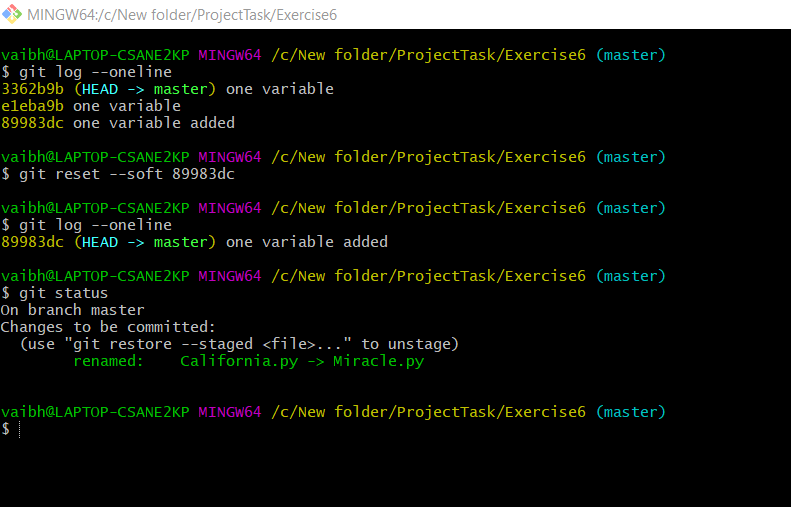 MINGW64:/c/New folder/ProjectTask/Exercise6
vaibh@LAPTOP-CSANE2KP MINGW64 /c/New folder/ProjectTask/Exercise6 (master)
$ git log --oneline
3362b9b (HEAD -> master) one variable
e1eba9b one variable
89983dc one variable added
vaibh@LAPTOP-CSANE2KP MINGW64 /c/New folder/ProjectTask/Exercise6 (master)
$ git reset --soft 89983dc
vaibh@LAPTOP-CSANE2KP MINGW64 /c/New folder/ProjectTask/Exercise6 (master)
$ git log --oneline
89983dc (HEAD -> master) one variable added
vaibh@LAPTOP-CSANE2KP MINGW64 /c/New folder/ProjectTask/Exercise6 (master)
$ git status
On branch master
Changes to be committed:
  (use "git restore --staged <file>..." to unstage)
        renamed:    California.py -> Miracle.py
vaibh@LAPTOP-CSANE2KP MINGW64 /c/New folder/ProjectTask/Exercise6 (master)
$